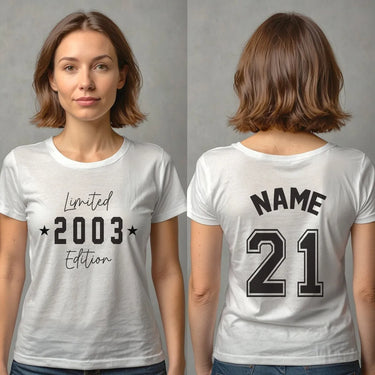 Limited
★ 2003 ★
Edition
NAME
21